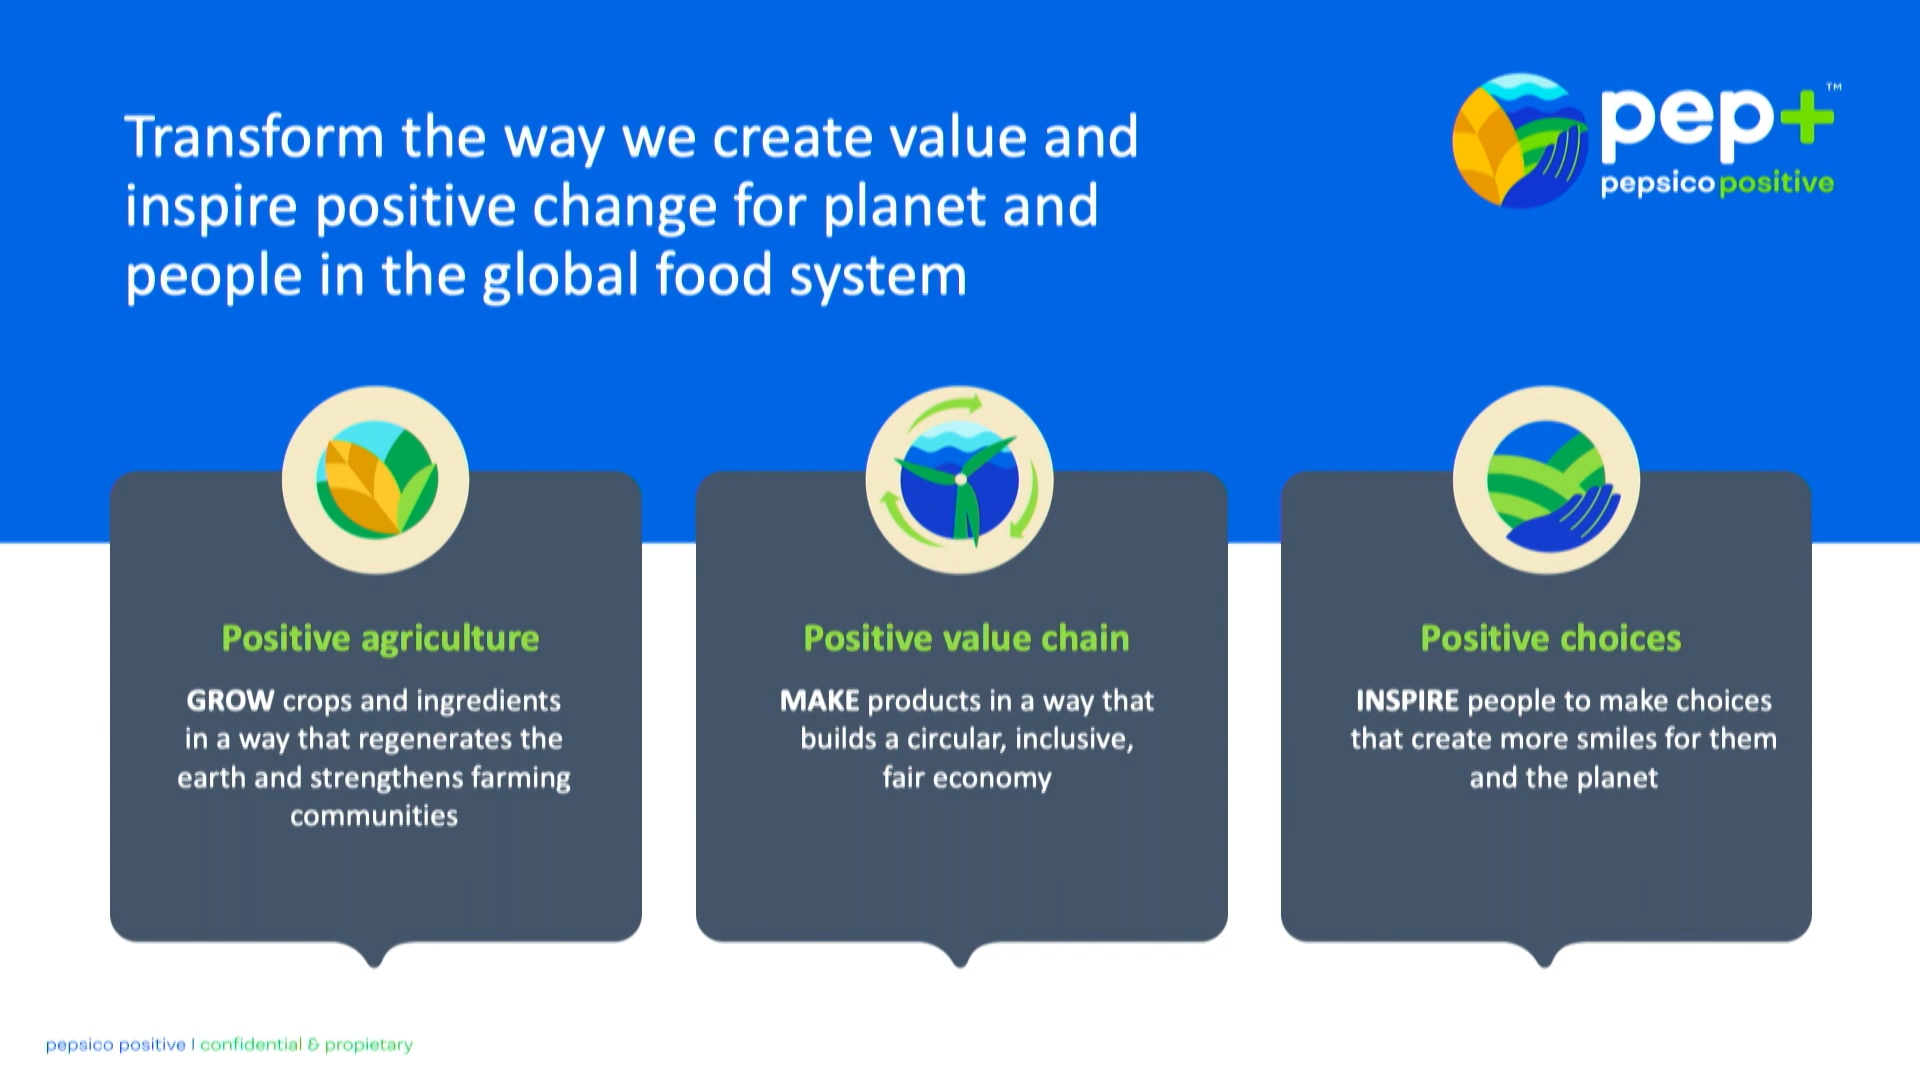 Transform the way we create value and
inspire positive change for planet and
people in the global food system
pep+™
pepsico positive
Positive agriculture
GROW crops and ingredients
in a way that regenerates the
earth and strengthens farming
communities
Positive value chain
MAKE products in a way that
builds a circular, inclusive,
fair economy
Positive choices
INSPIRE people to make choices
that create more smiles for them
and the planet
pepsico positive | confidential & propietary